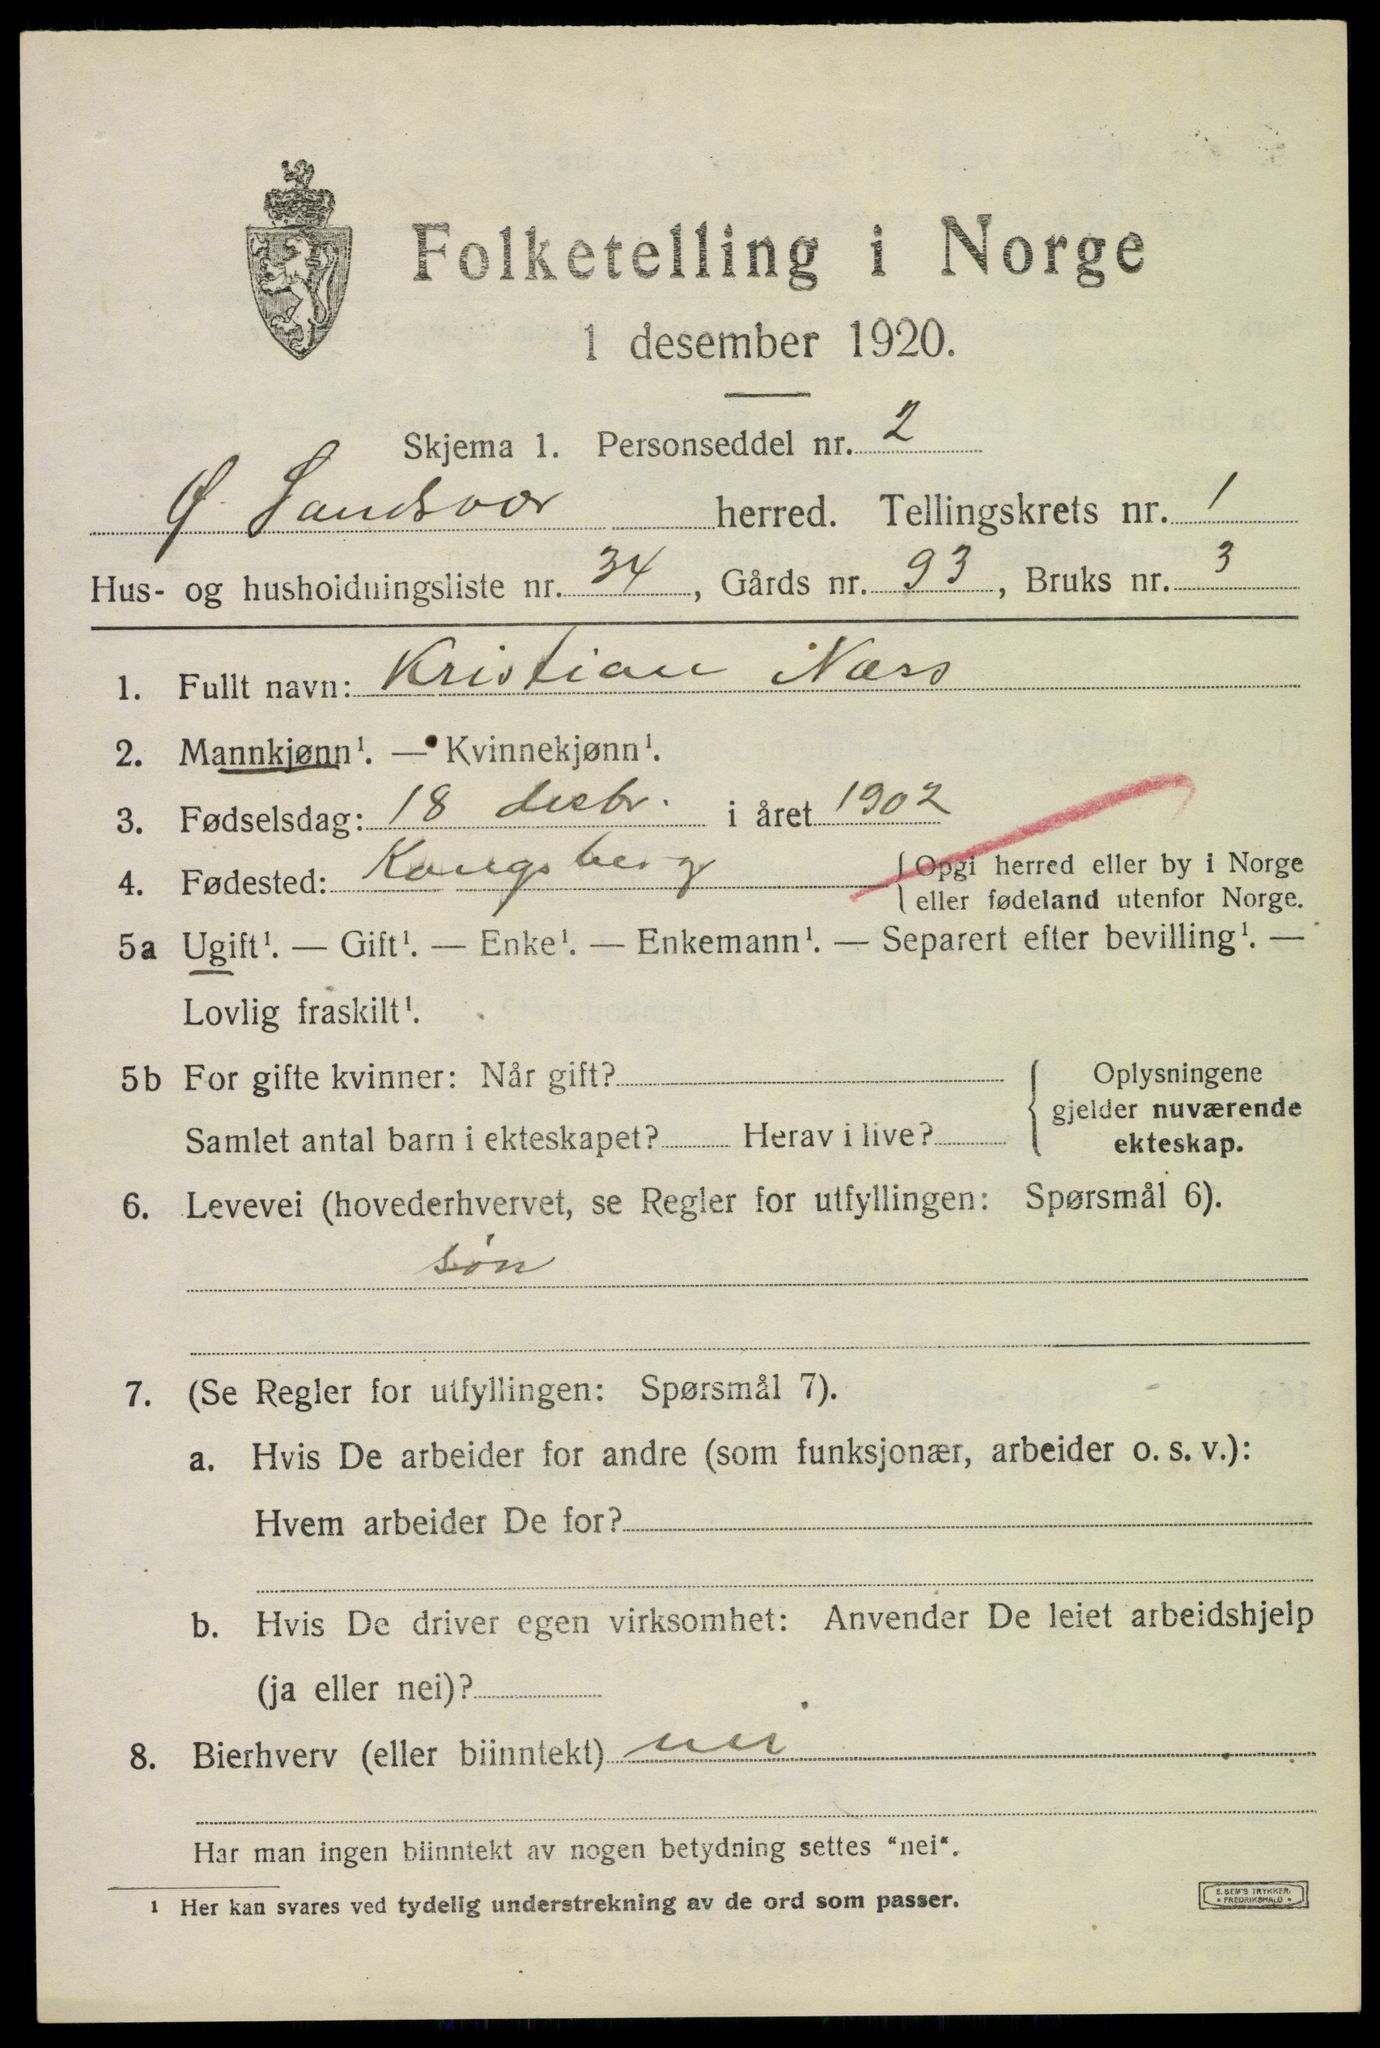 Folketelling i Norge
1 desember 1920.
Skjema 1. Personseddel nr. 2
Ø. Sandsvær herred. Tellingskrets nr. 1
Hus- og husholdningsliste nr. 34, Gårds nr. 93, Bruks nr. 3
1. Fullt navn: Kristian Næss
2. Mannkjønn¹. — Kvinnekjønn¹.
3. Fødselsdag: 18 desbr. i året 1902
4. Fødested: Kongsberg {Opgi herred eller by i Norge
eller fødeland utenfor Norge.
5a Ugift¹. — Gift¹. — Enke¹. — Enkemann¹. — Separert efter bevilling¹. —
Lovlig fraskilt¹.
5b For gifte kvinner: Når gift?
Samlet antal barn i ekteskapet? Herav i live?
Oplysningene
gjelder nuværende
ekteskap.
6. Levevei (hovederhvervet, se Regler for utfyllingen: Spørsmål 6).
søn
7. (Se Regler for utfyllingen: Spørsmål 7).
a. Hvis De arbeider for andre (som funksjonær, arbeider o. s. v.):
Hvem arbeider De for?
b. Hvis De driver egen virksomhet: Anvender De leiet arbeidshjelp
(ja eller nei)?
8. Bierhverv (eller biinntekt) nei
Har man ingen biinntekt av nogen betydning settes "nei".
¹ Her kan svares ved tydelig understrekning av de ord som passer.
E. SEM'S TRYKKERI
• FREDRIKSHALD •